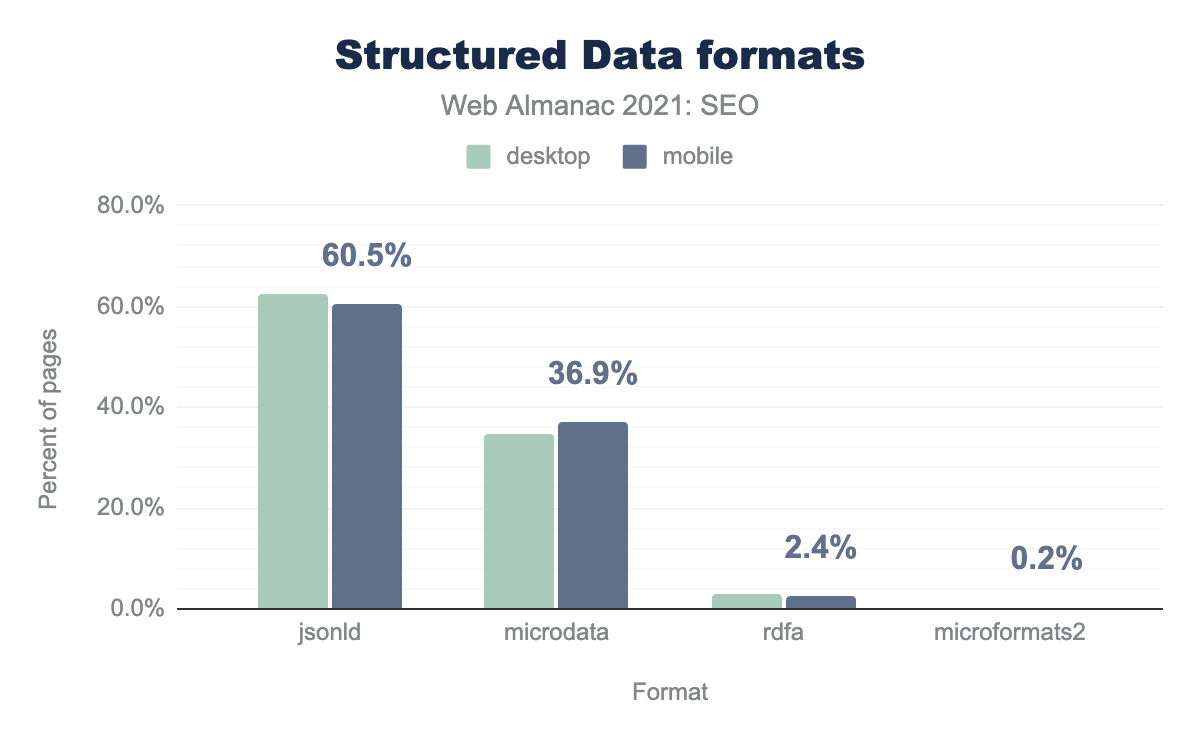 Structured Data formats
Web Almanac 2021: SEO
desktop mobile
80.0%
60.0%
40.0%
20.0%
0.0%
Percent of pages
60.5%
36.9%
2.4%
0.2%
jsonld microdata rdfa microformats2
Format